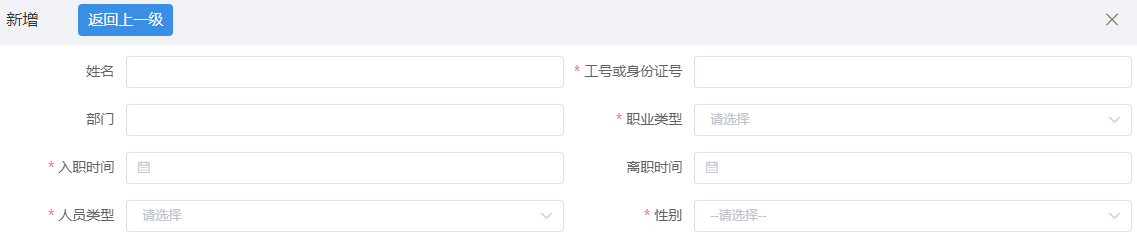 新增 返回上一级
姓名 * 工号或身份证号
部门 * 职业类型 请选择
* 入职时间 离职时间
* 人员类型 请选择 * 性别 --请选择--